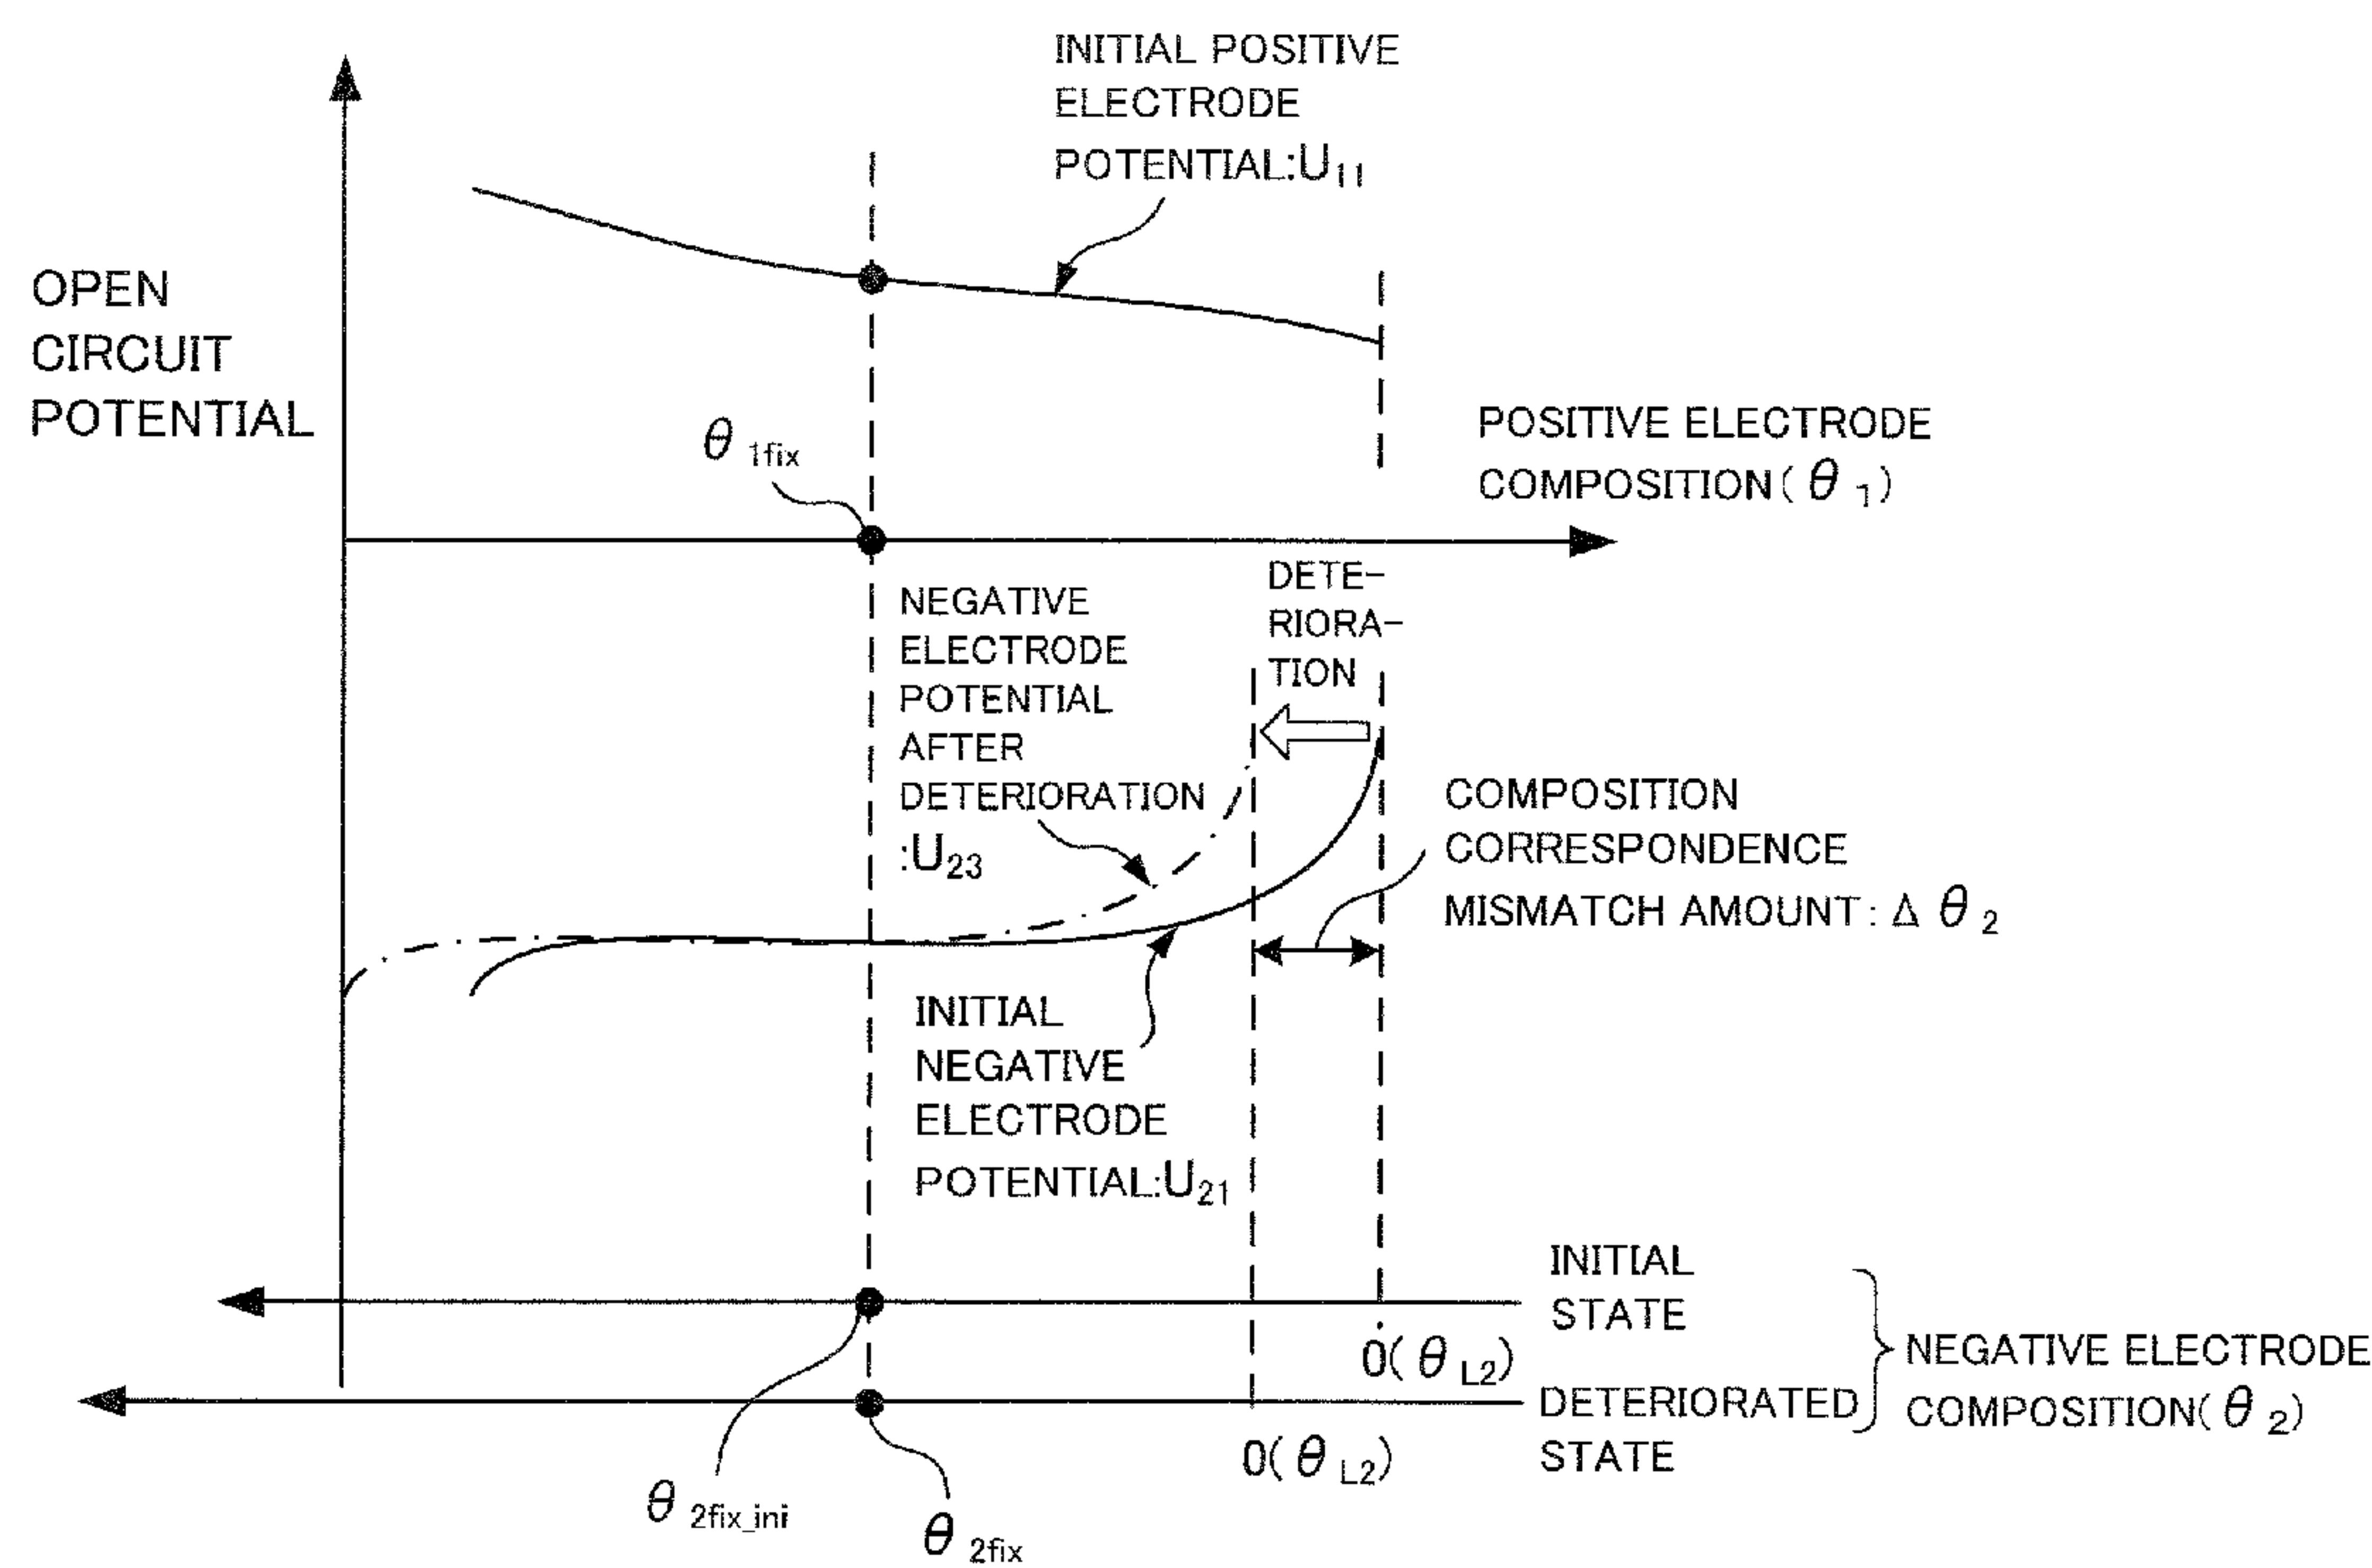 INITIAL POSITIVE
ELECTRODE
POTENTIAL:U11
OPEN
CIRCUIT
POTENTIAL
θ 1fix
POSITIVE ELECTRODE
COMPOSITION( θ 1)
NEGATIVE
ELECTRODE
POTENTIAL
AFTER
DETERIORATION
:U23
DETE-
RIORA-
TION
COMPOSITION
CORRESPONDENCE
MISMATCH AMOUNT: Δ θ 2
INITIAL
NEGATIVE
ELECTRODE
POTENTIAL:U21
INITIAL
STATE
0( θ L2)
NEGATIVE ELECTRODE
COMPOSITION( θ 2)
DETERIORATED
STATE
0( θ L2)
θ 2fix_ini
θ 2fix